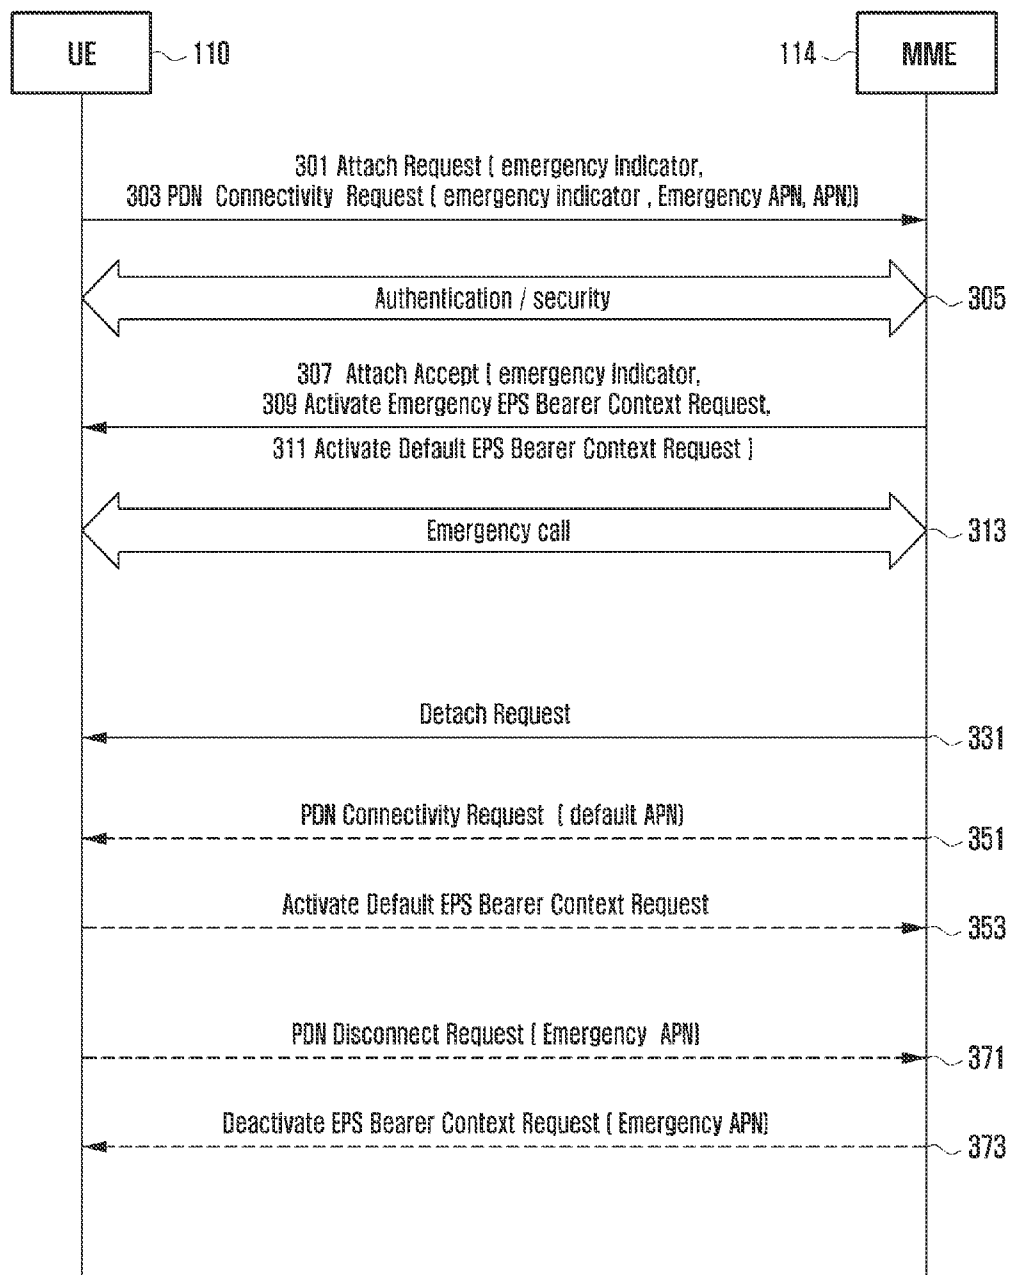 UE
110
114
MME
301 Attach Request ( emergency indicator,
303 PDN Connectivity Request ( emergency indicator , Emergency APN, APN))
Authentication / security
305
307 Attach Accept ( emergency indicator,
309 Activate Emergency EPS Bearer Context Request,
311 Activate Default EPS Bearer Context Request )
Emergency call
313
Detach Request
331
PDN Connectivity Request ( default APN)
351
Activate Default EPS Bearer Context Request
353
PDN Disconnect Request ( Emergency APN)
371
Deactivate EPS Bearer Context Request ( Emergency APN)
373